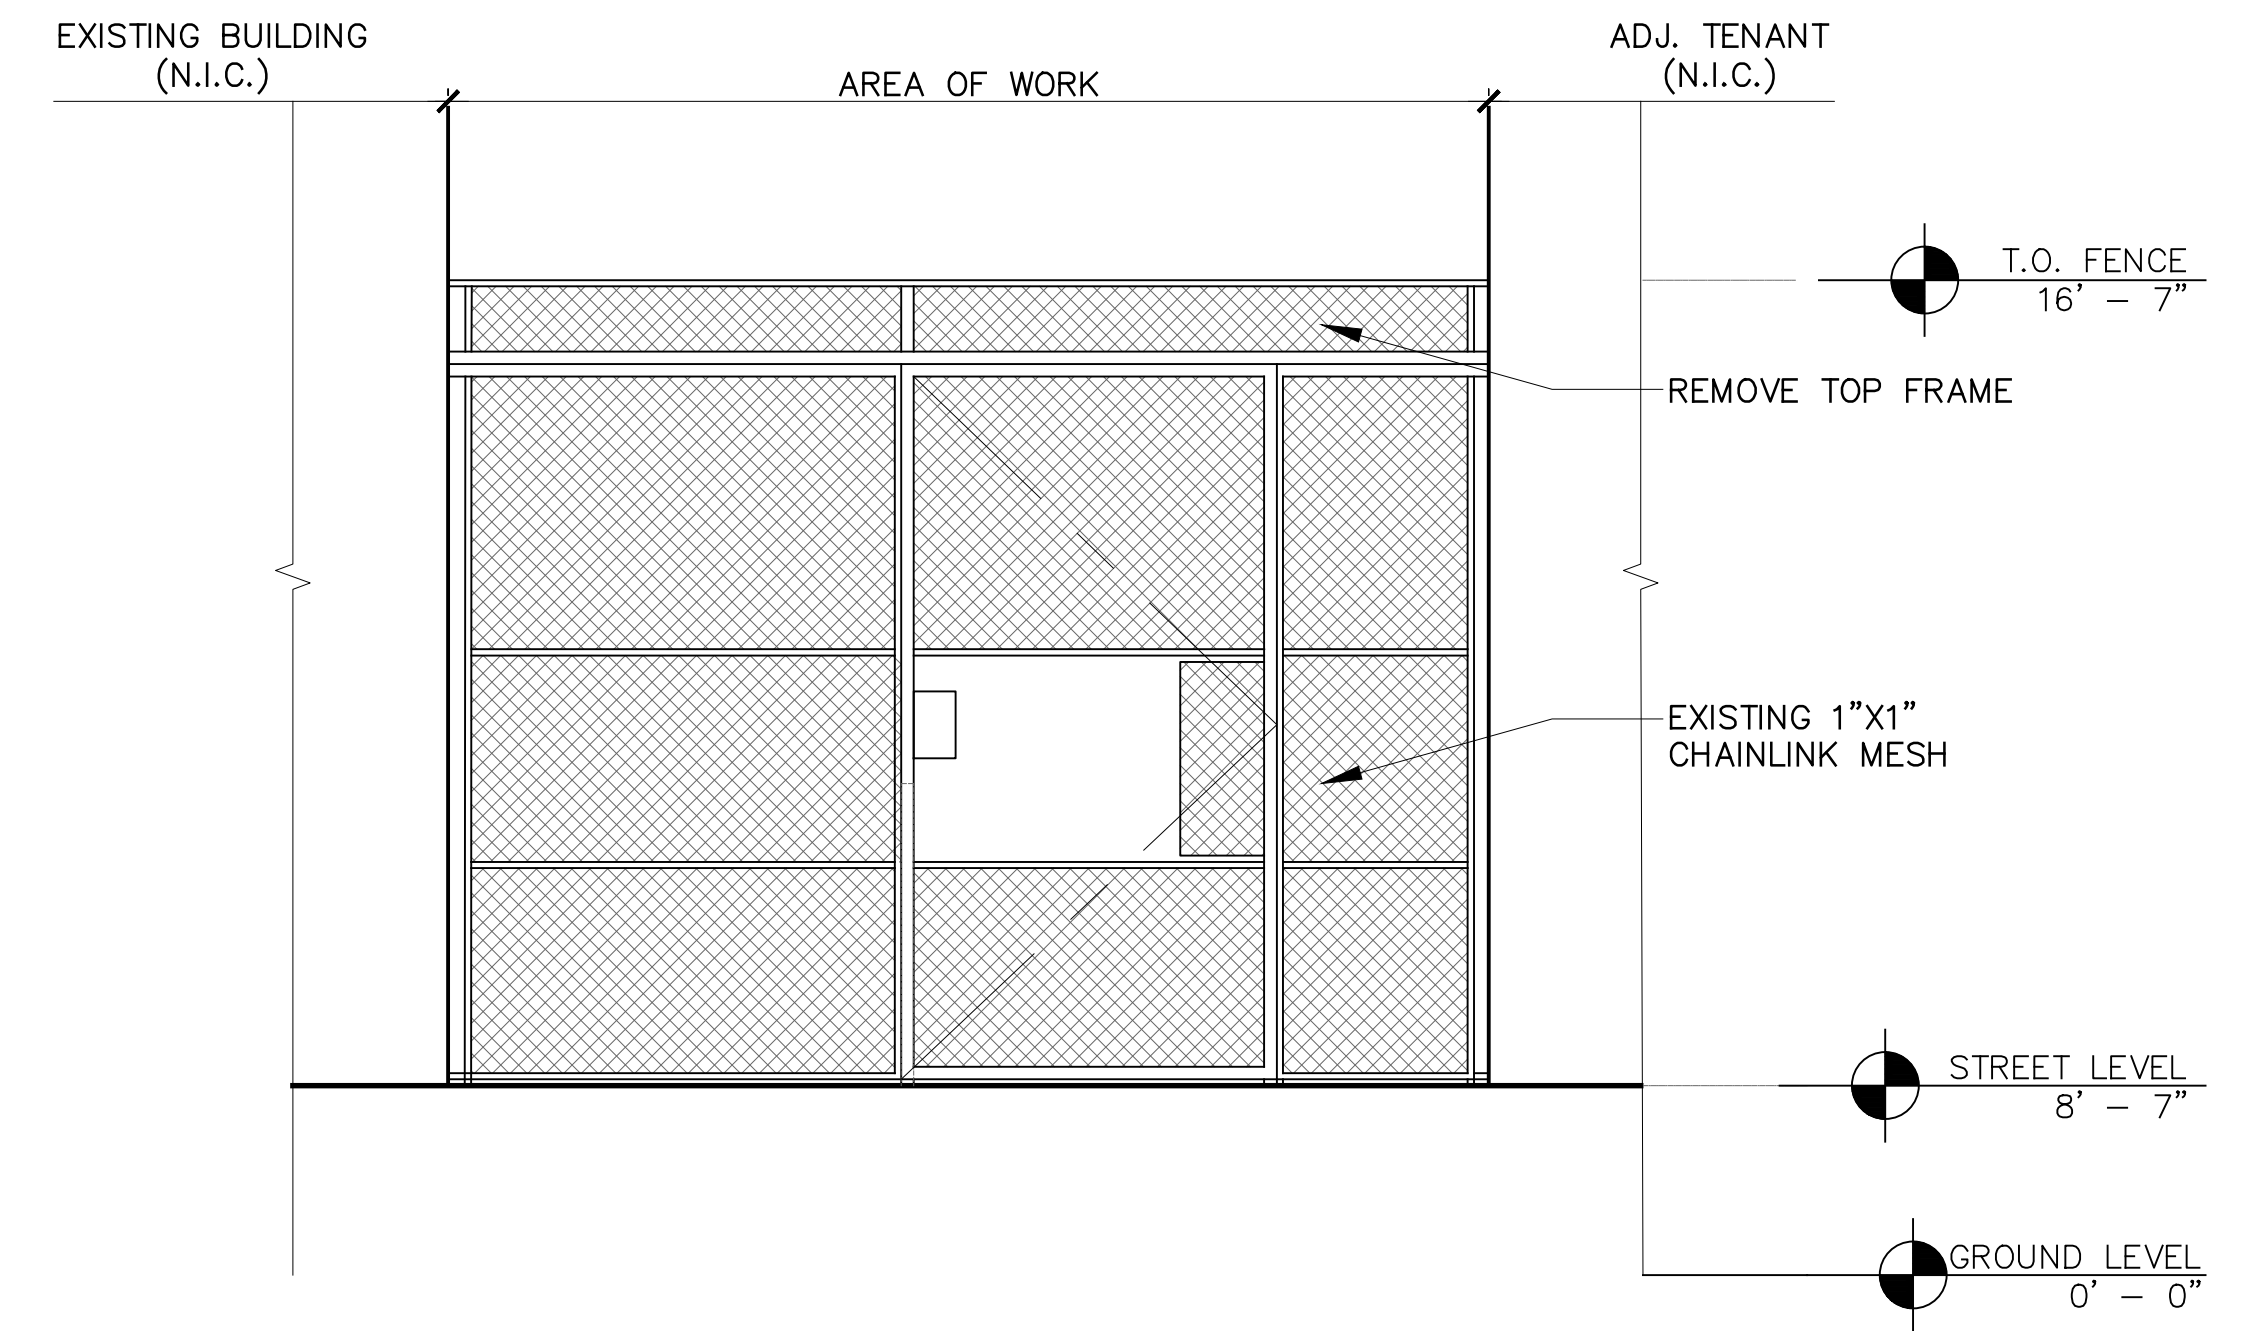 EXISTING BUILDING
(N.I.C.)
AREA OF WORK
ADJ. TENANT
(N.I.C.)
T.O. FENCE
16' - 7"
REMOVE TOP FRAME
EXISTING 1"X1"
CHAINLINK MESH
STREET LEVEL
8' - 7"
GROUND LEVEL
0' - 0"